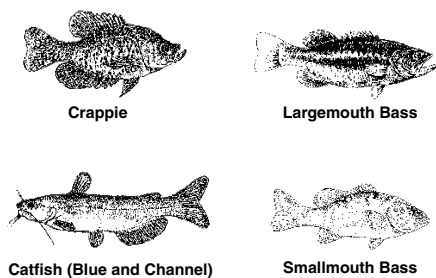 Crappie
Largemouth Bass
Catfish (Blue and Channel)
Smallmouth Bass